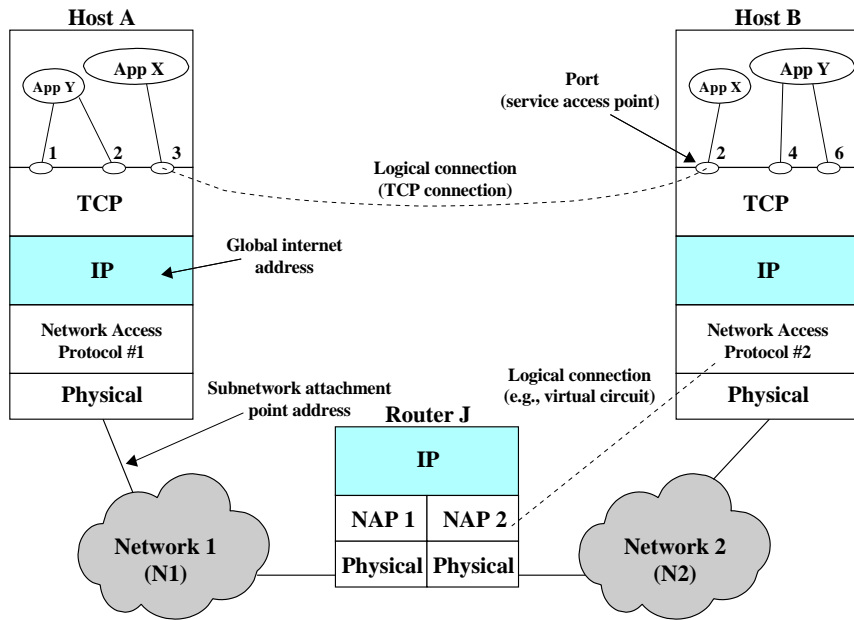 Host A
Host B
App X
App Y
App Y
App X
Port
(service access point)
1
2
3
2
4
6
Logical connection
(TCP connection)
TCP
TCP
Global internet
address
IP
IP
Network Access
Protocol #1
Network Access
Protocol #2
Logical connection
(e.g., virtual circuit)
Physical
Physical
Subnetwork attachment
point address
Router J
IP
NAP 1
NAP 2
Network 1
(N1)
Network 2
(N2)
Physical
Physical